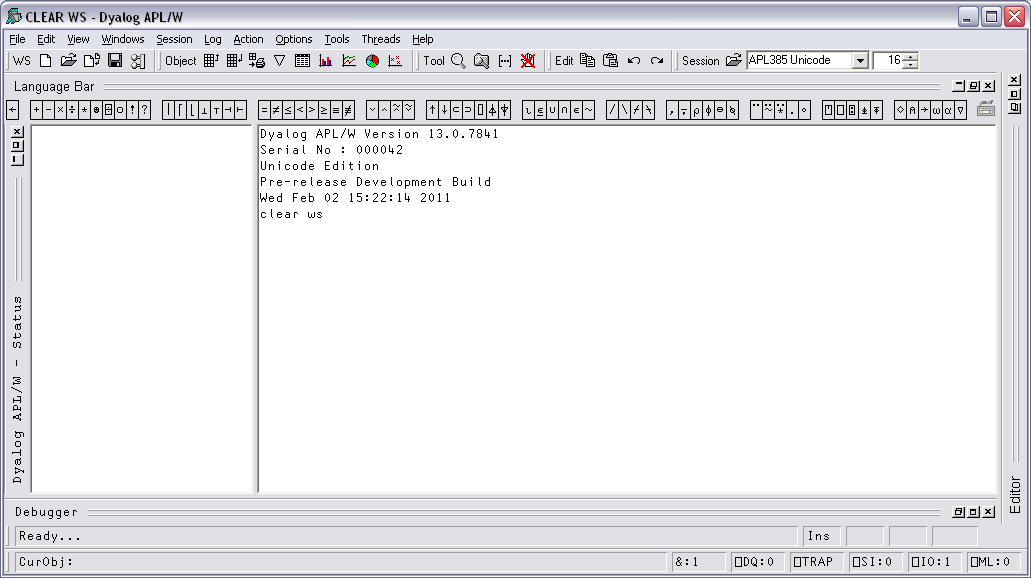 CLEAR WS - Dyalog APL/W
File Edit View Windows Session Log Action Options Tools Threads Help
WS Object Tool Edit Session APL385 Unicode 16
Language Bar
← + - × ÷ * ⍟ ⌹ ○ ! ? | ⌈ ⌊ ⊥ ⊤ ⊣ ⊢ = ≠ ≤ < > ≥ ≡ ≢ ∨ ∧ ⍲ ⍱ ↑ ↓ ⊂ ⊃ ⌷ ⍋ ⍒ ⍳ ⍷ ∪ ∩ ∊ ~ / \ ⌿ ⍀ , ⍪ ⍴ ⌽ ⊖ ⍉ ¨ ⍨ ⍣ . ∘ ⍞ ⎕ ⍠ ⍎ ⍕ ⋄ ⍝ → ⍵ ⍺ ∇
Dyalog APL/W Version 13.0.7841
Serial No : 000042
Unicode Edition
Pre-release Development Build
Wed Feb 02 15:22:14 2011
clear ws
Dyalog APL/W - Status
Editor
Debugger
Ready... Ins
CurObj: &:1 ⎕DQ:0 ⎕TRAP ⎕SI:0 ⎕IO:1 ⎕ML:0